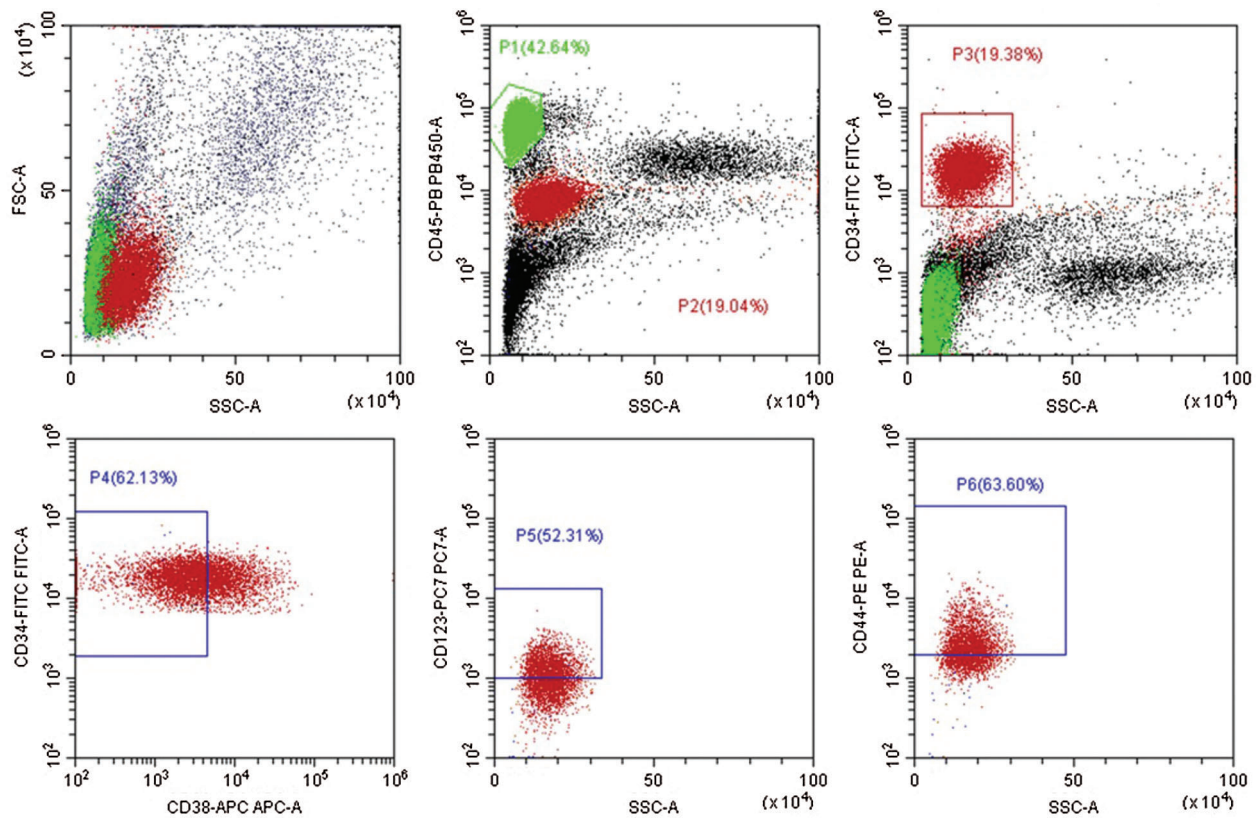 100
50
0
FSC-A
(x10⁴)
0
50
100
SSC-A
(x10⁴)
P1(42.64%)
P2(19.04%)
10⁶
10⁵
10⁴
10³
10²
CD45-PB PB450-A
0
50
100
SSC-A
(x10⁴)
P3(19.38%)
10⁶
10⁵
10⁴
10³
10²
CD34-FITC FITC-A
0
50
100
SSC-A
(x10⁴)
P4(62.13%)
10⁶
10⁵
10⁴
10³
10²
CD34-FITC FITC-A
10²
10³
10⁴
10⁵
10⁶
CD38-APC APC-A
P5(52.31%)
10⁶
10⁵
10⁴
10³
10²
CD123-PC7 PC7-A
0
50
100
SSC-A
(x10⁴)
P6(63.60%)
10⁶
10⁵
10⁴
10³
10²
CD44-PE PE-A
0
50
100
SSC-A
(x10⁴)